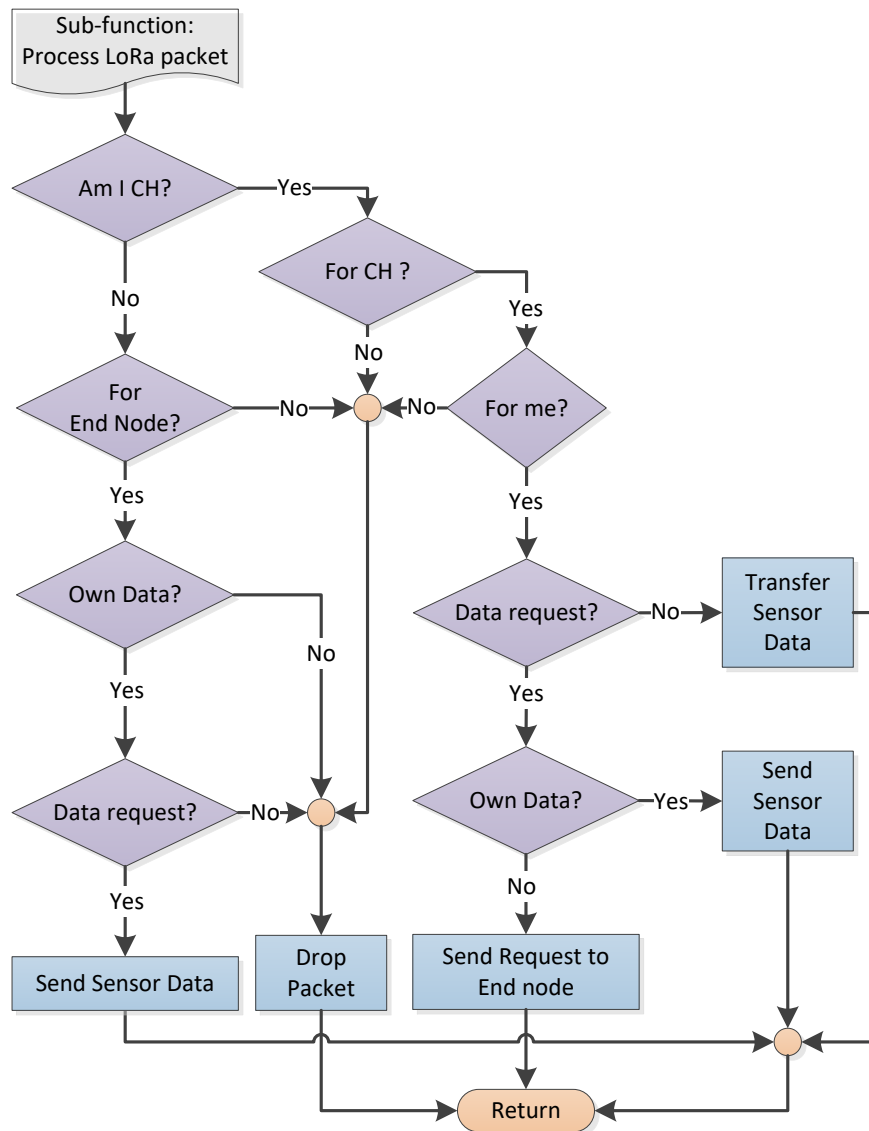 Sub-function:
Process LoRa packet
Am I CH?
Yes
For CH ?
No
Yes
No
For
End Node?
No
No
For me?
Yes
Yes
Own Data?
Data request?
No
Transfer
Sensor
Data
No
Yes
Yes
Data request?
No
Own Data?
Yes
Send
Sensor
Data
Yes
No
Send Sensor Data
Drop
Packet
Send Request to
End node
Return